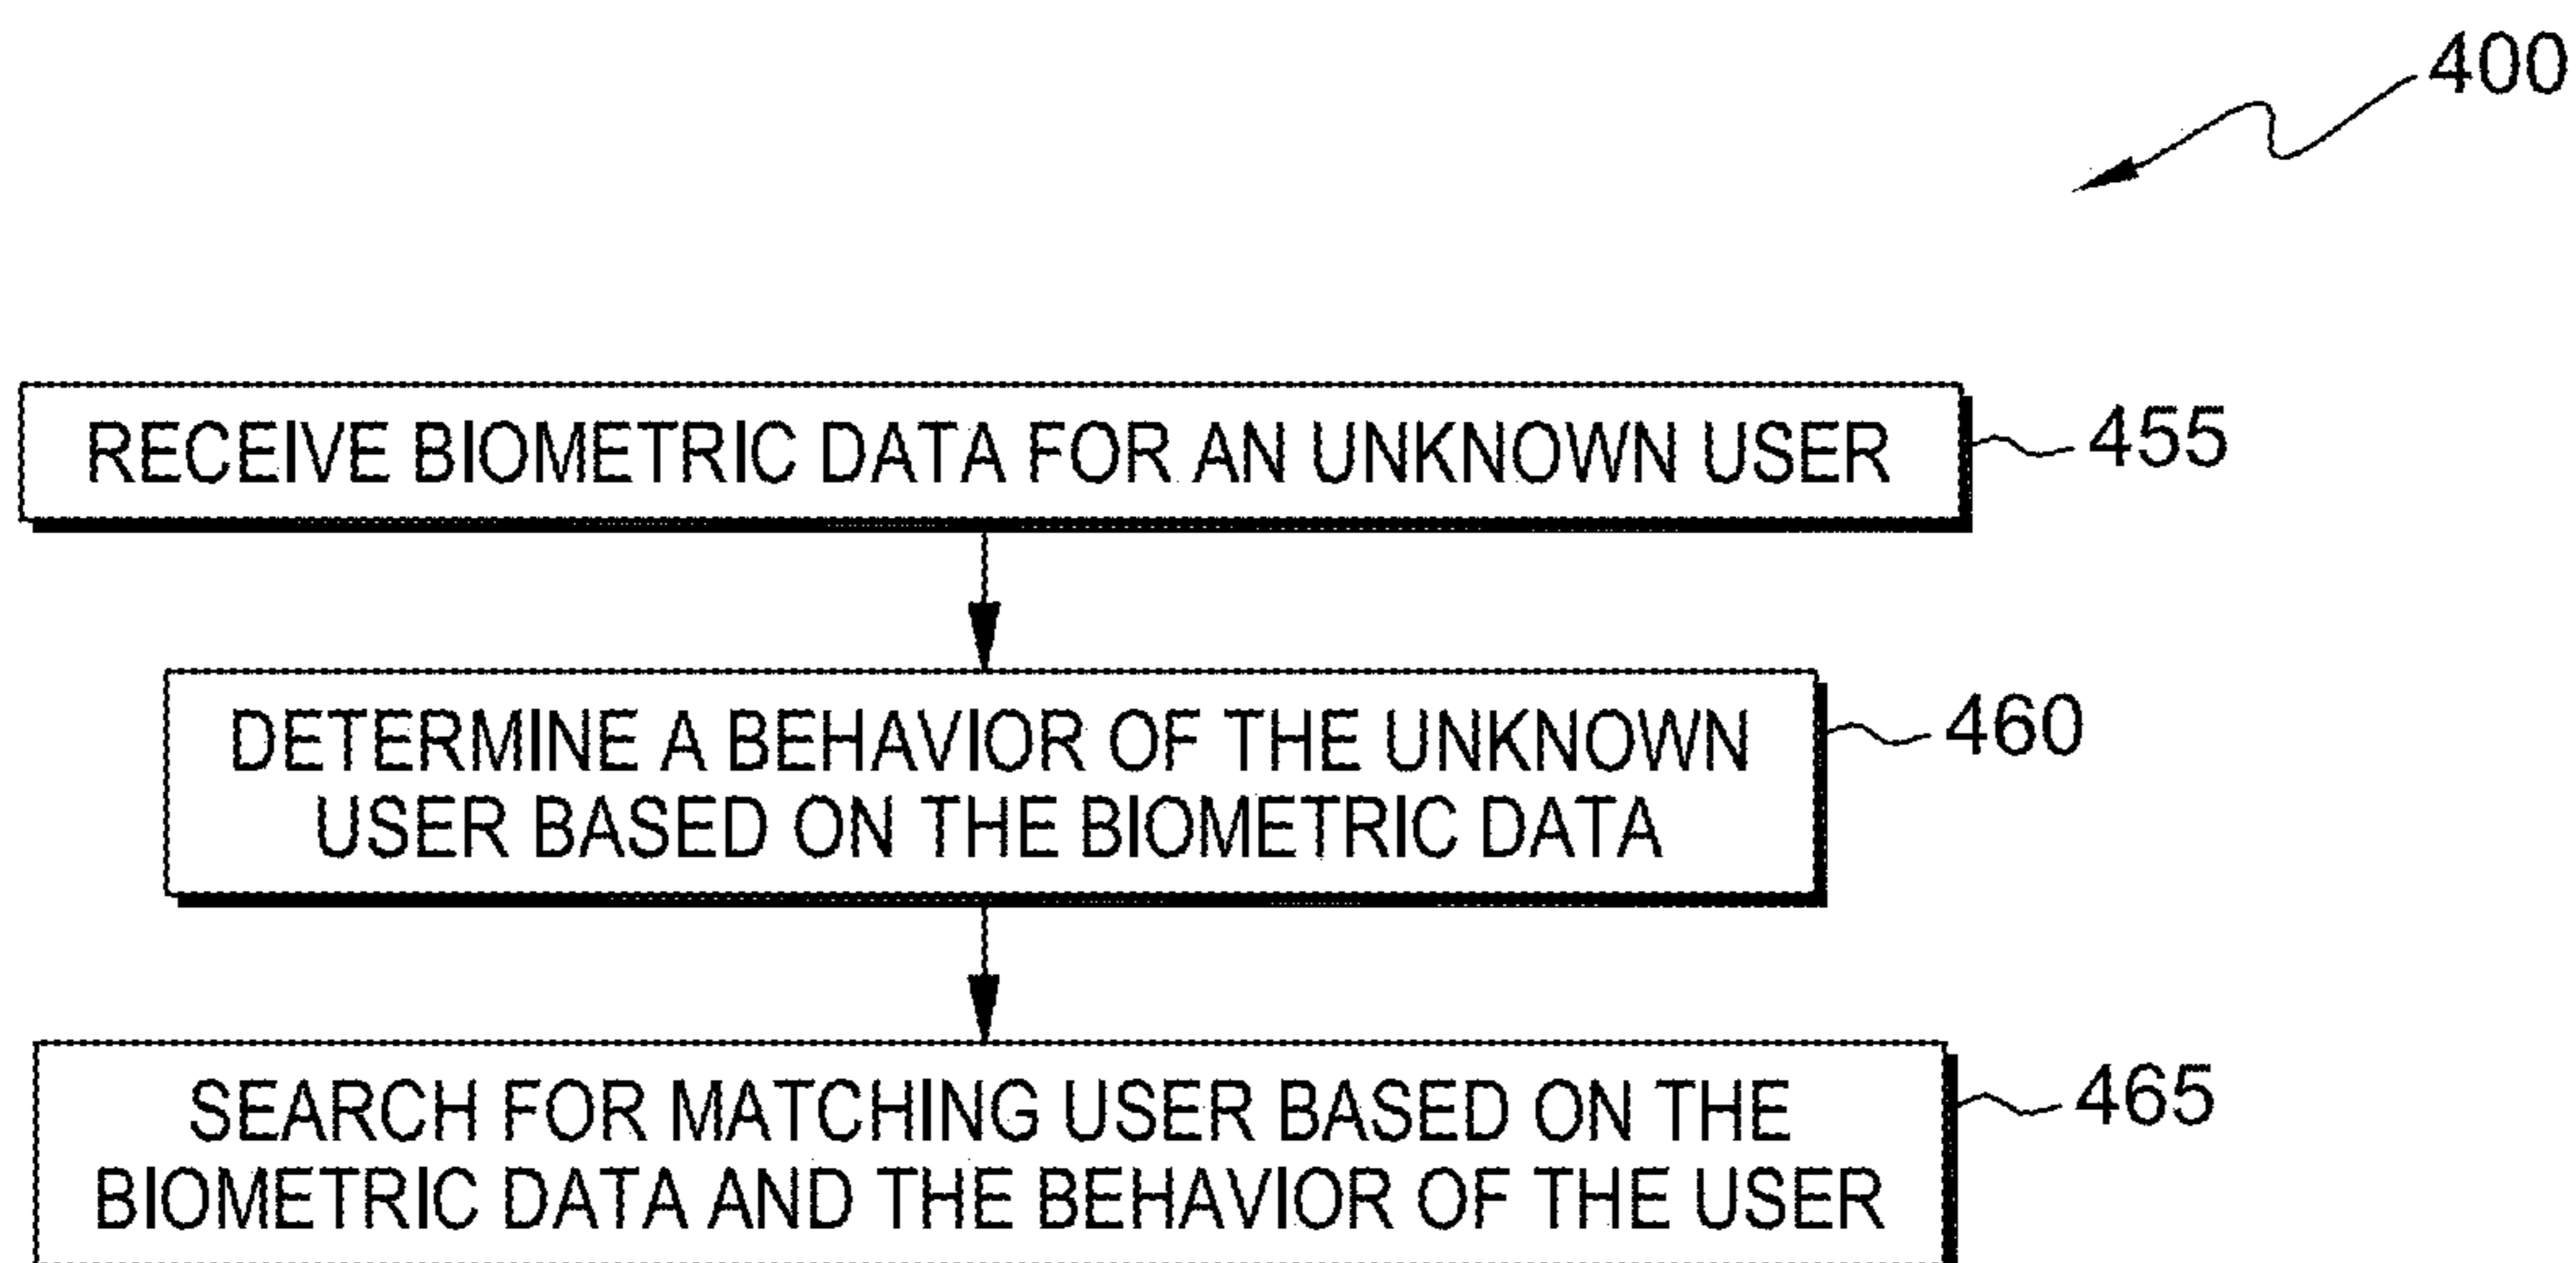 400
RECEIVE BIOMETRIC DATA FOR AN UNKNOWN USER
455
DETERMINE A BEHAVIOR OF THE UNKNOWN
USER BASED ON THE BIOMETRIC DATA
460
SEARCH FOR MATCHING USER BASED ON THE
BIOMETRIC DATA AND THE BEHAVIOR OF THE USER
465